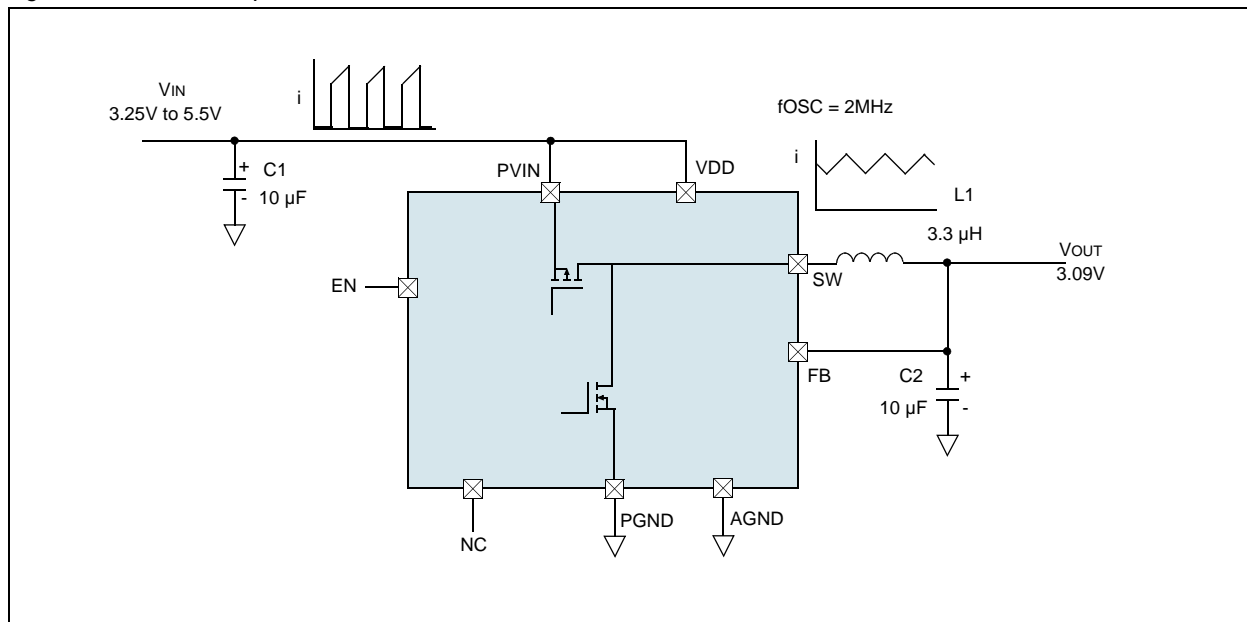 VIN
3.25V to 5.5V
i
fOSC = 2MHz
+ C1
10 µF
-
PVIN
VDD
i
L1
3.3 µH
VOUT
3.09V
SW
EN
FB
C2 +
10 µF -
PGND
AGND
NC